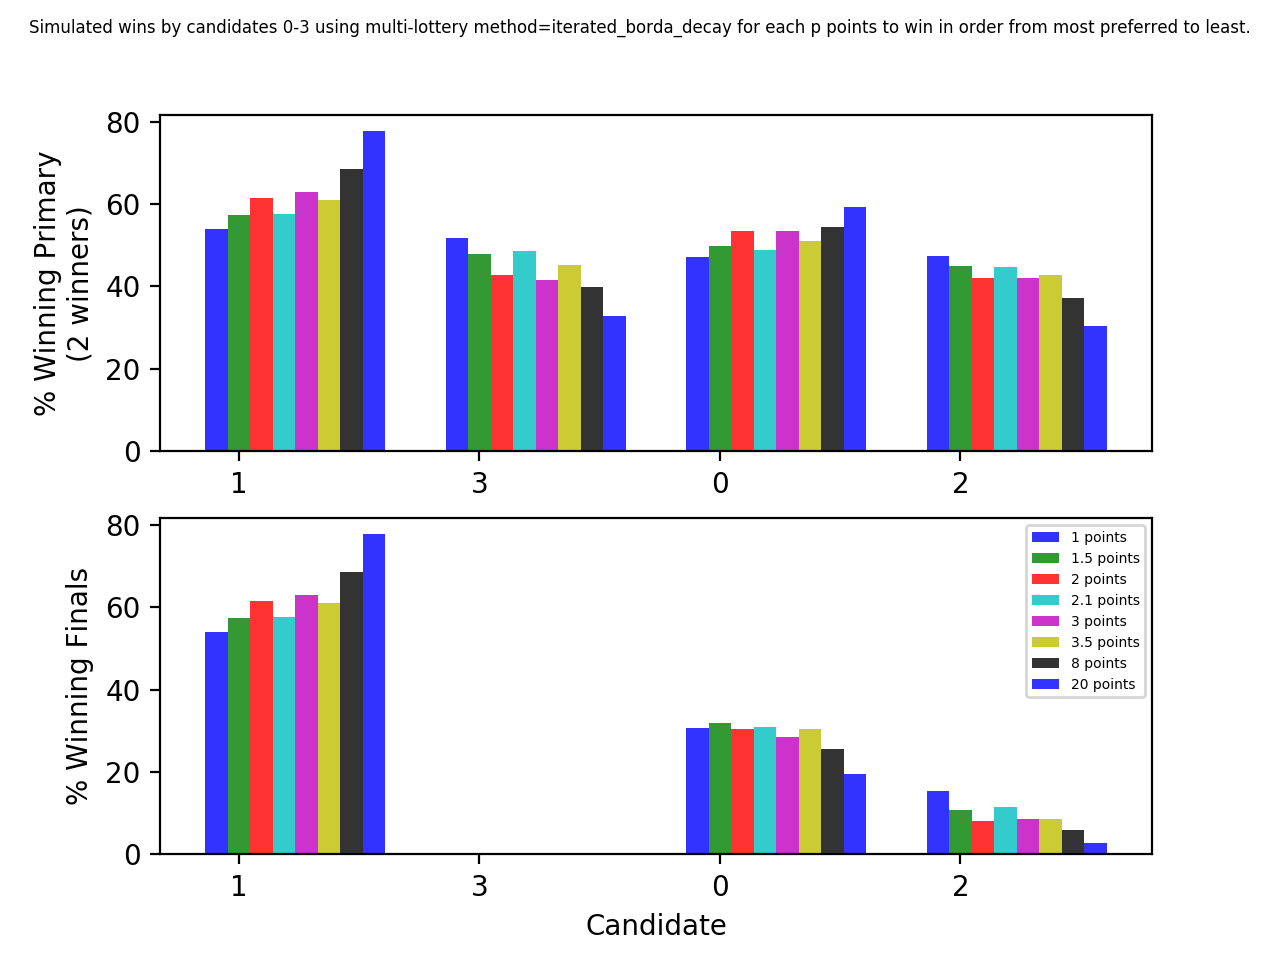 Simulated wins by candidates 0-3 using multi-lottery method=iterated_borda_decay for each p points to win in order from most preferred to least.
% Winning Primary
(2 winners)
80
60
40
20
0
1 3 0 2
% Winning Finals
80
60
40
20
0
1 points
1.5 points
2 points
2.1 points
3 points
3.5 points
8 points
20 points
1 3 0 2
Candidate